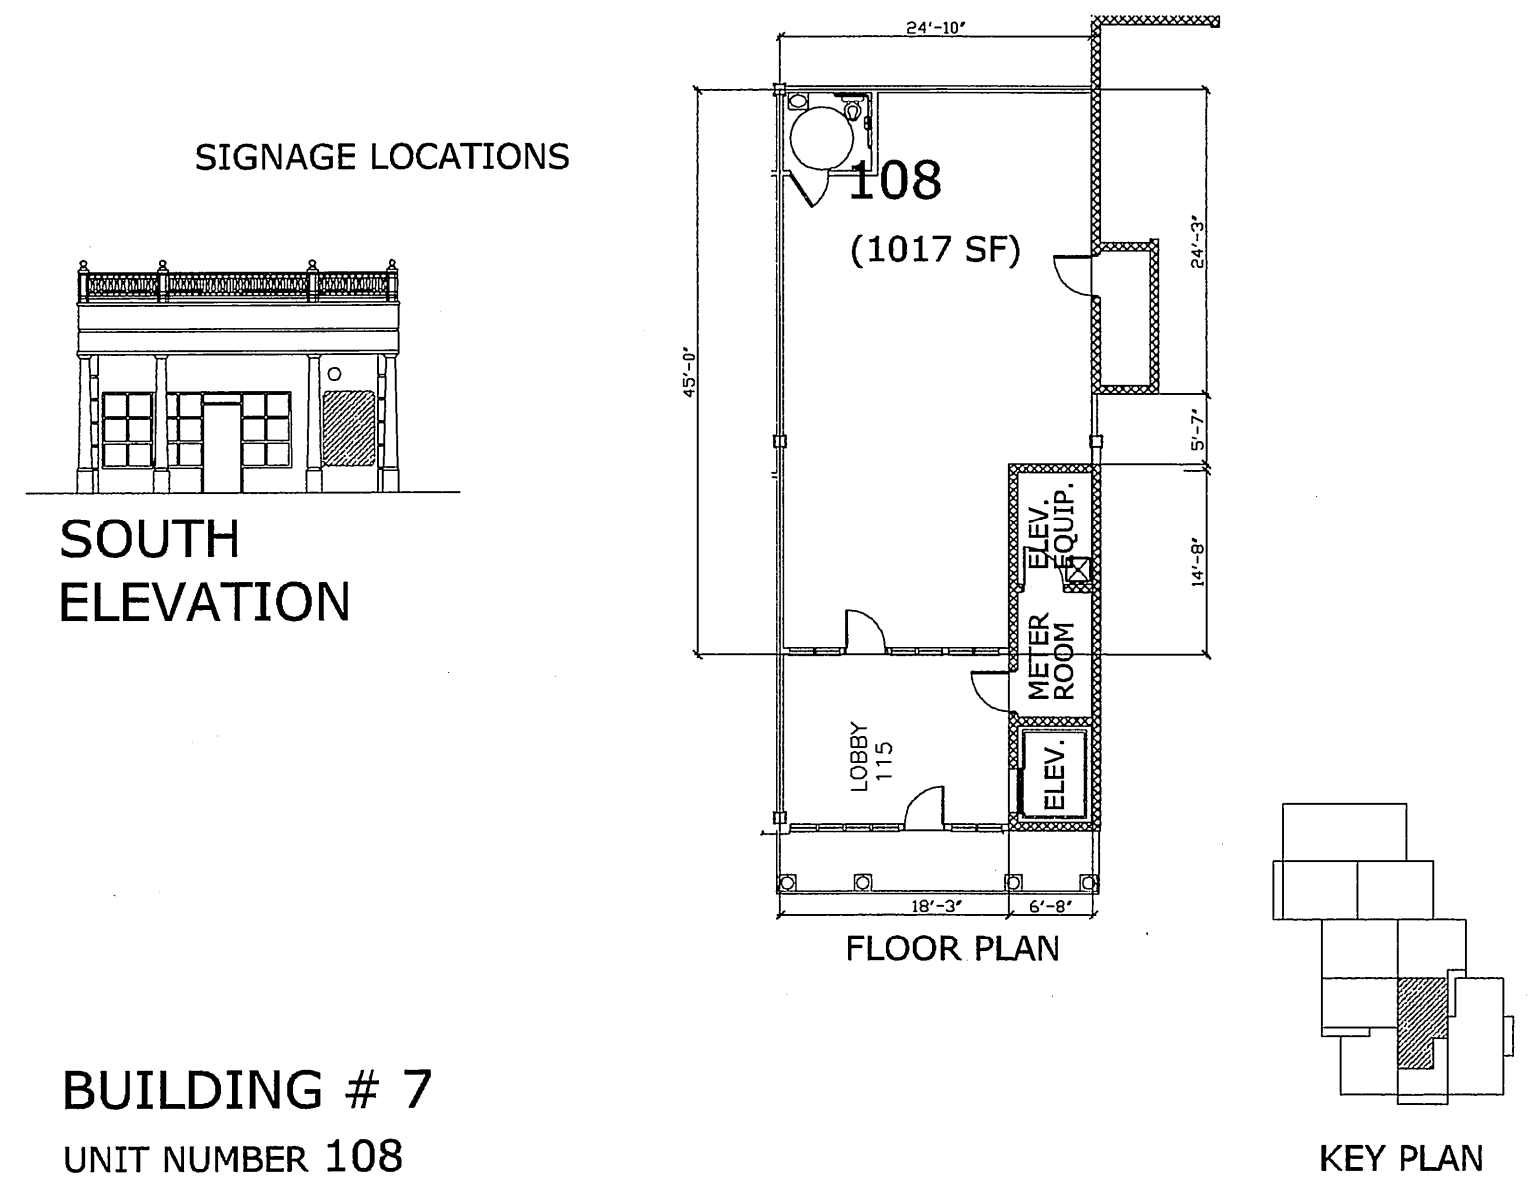 24'-10"
SIGNAGE LOCATIONS
108
(1017 SF)
24'-3"
45'-0"
5'-7"
SOUTH
ELEVATION
ELEV.
EQUIP.
14'-8"
METER
ROOM
LOBBY
115
ELEV.
18'-3"
6'-8"
FLOOR PLAN
BUILDING # 7
UNIT NUMBER 108
KEY PLAN